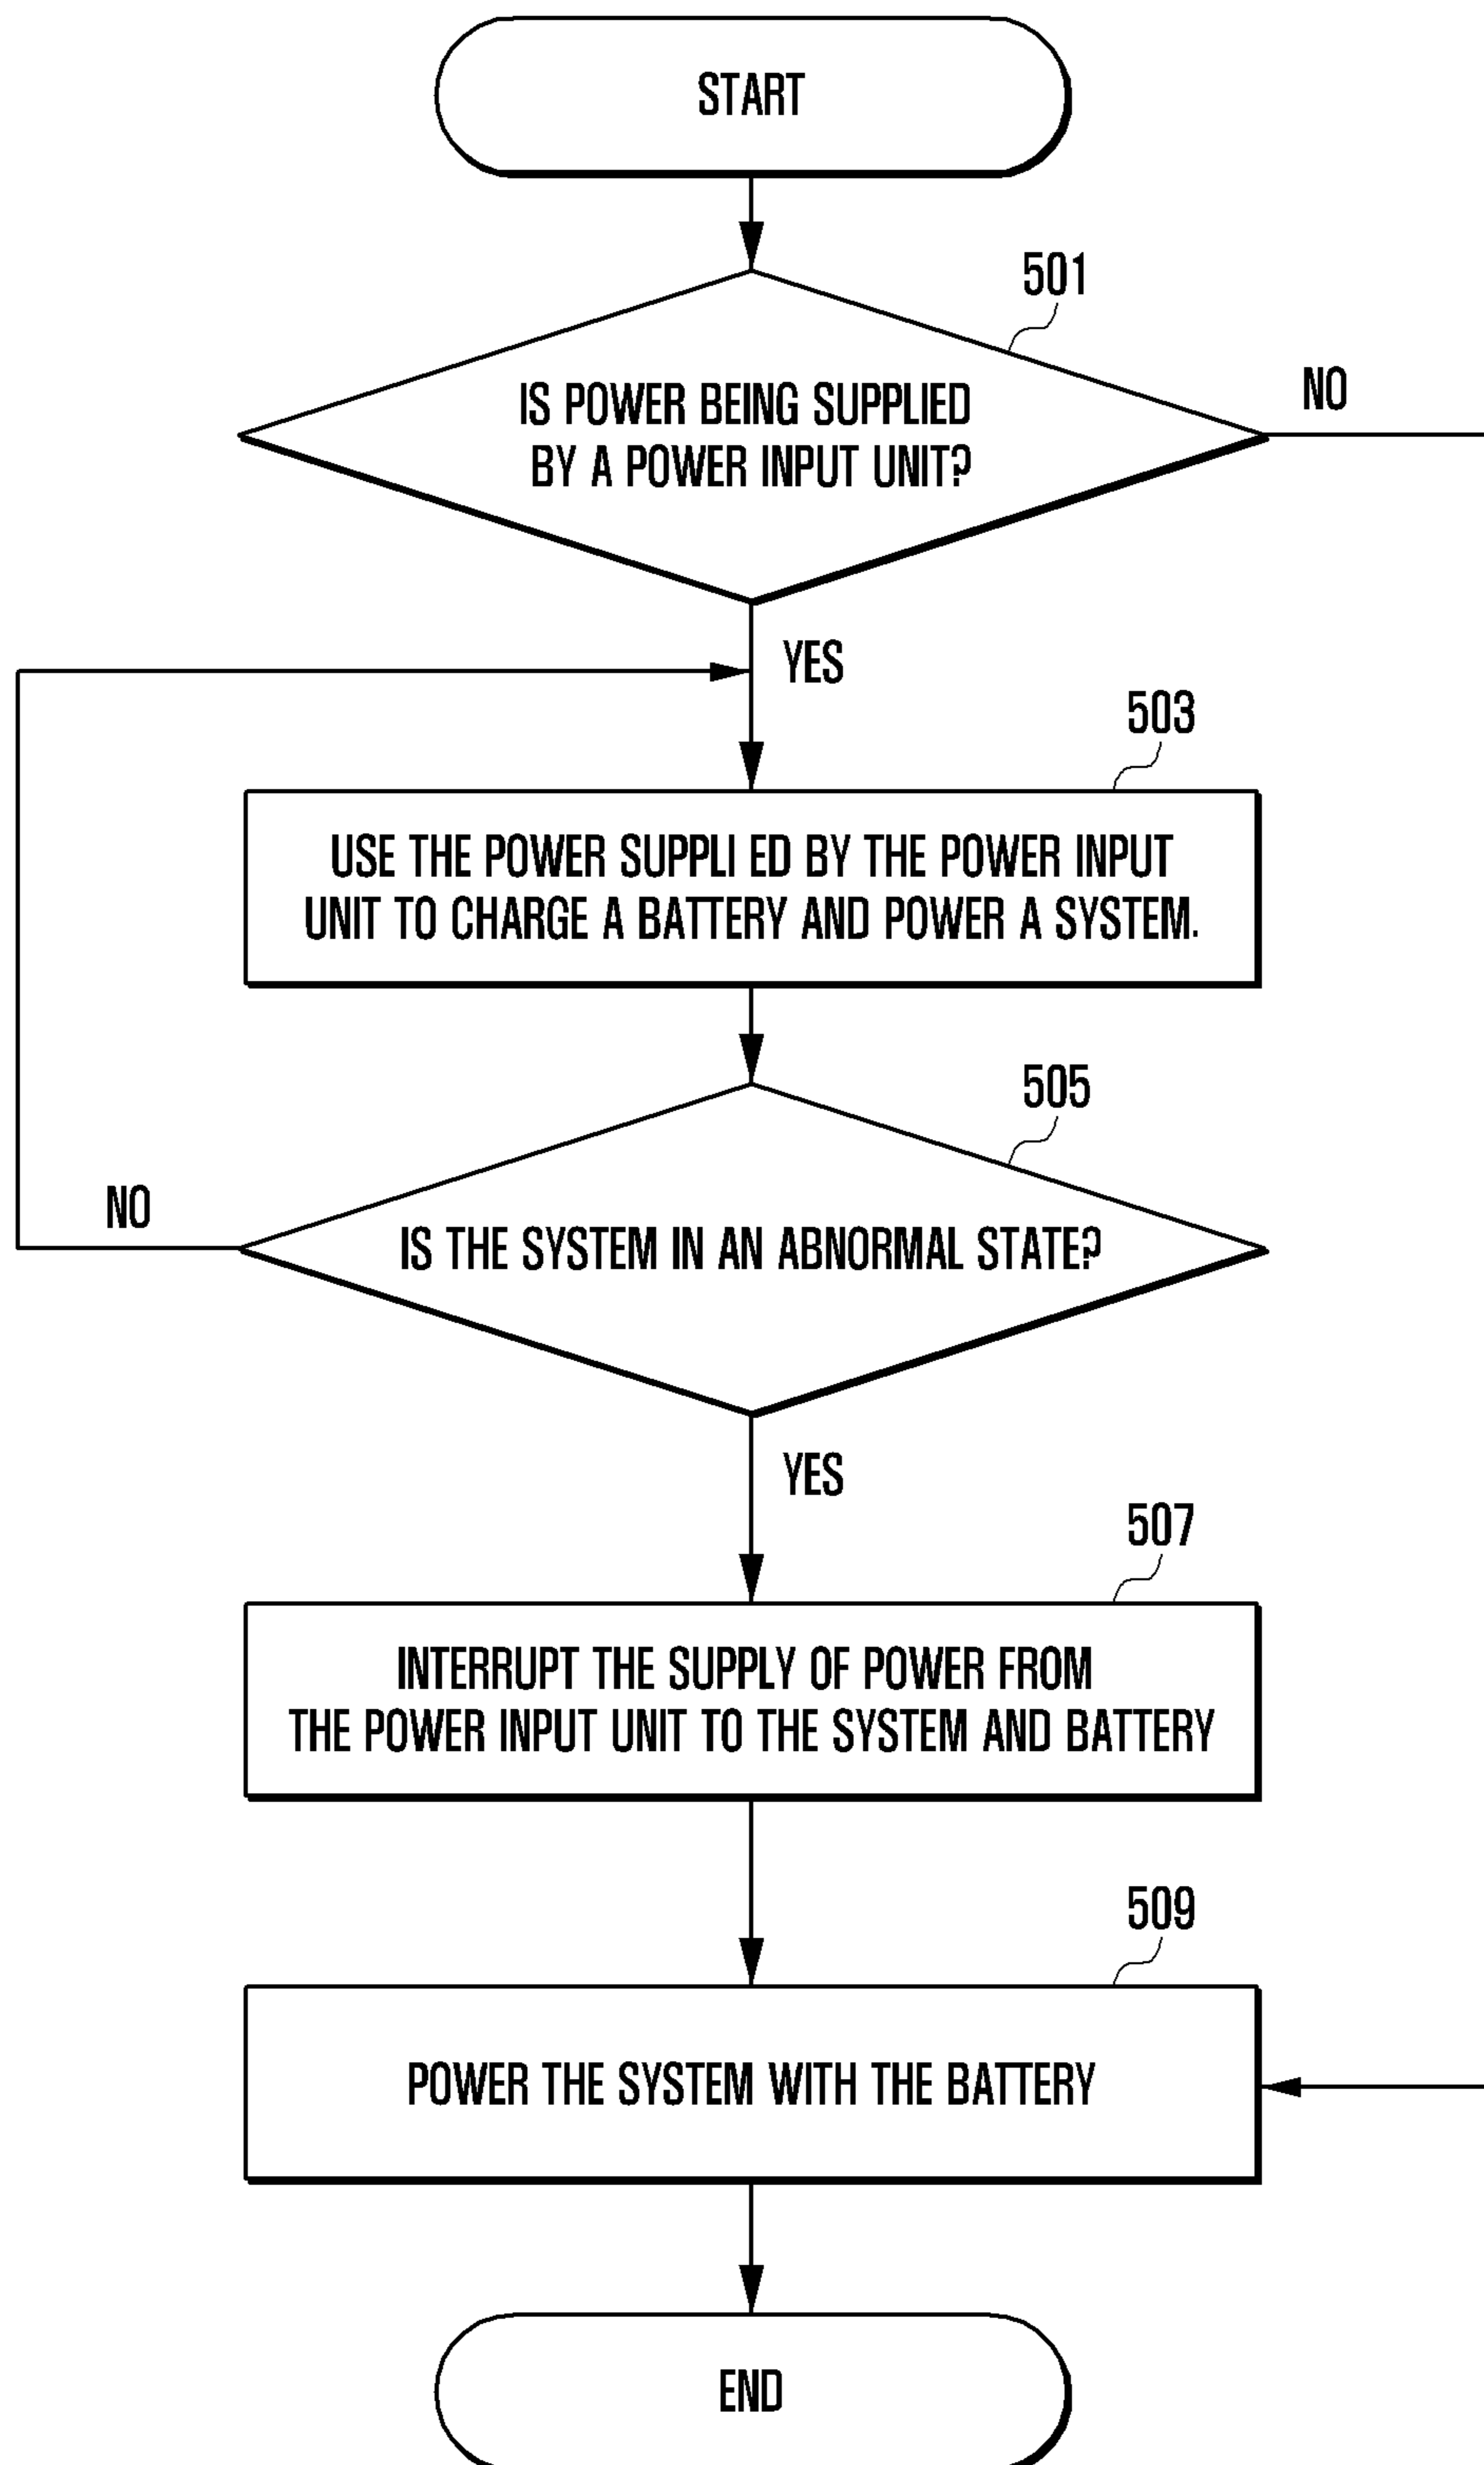 START
501
IS POWER BEING SUPPLIED
BY A POWER INPUT UNIT?
NO
YES
503
USE THE POWER SUPPLI ED BY THE POWER INPUT
UNIT TO CHARGE A BATTERY AND POWER A SYSTEM.
505
IS THE SYSTEM IN AN ABNORMAL STATE?
NO
YES
507
INTERRUPT THE SUPPLY OF POWER FROM
THE POWER INPUT UNIT TO THE SYSTEM AND BATTERY
509
POWER THE SYSTEM WITH THE BATTERY
END